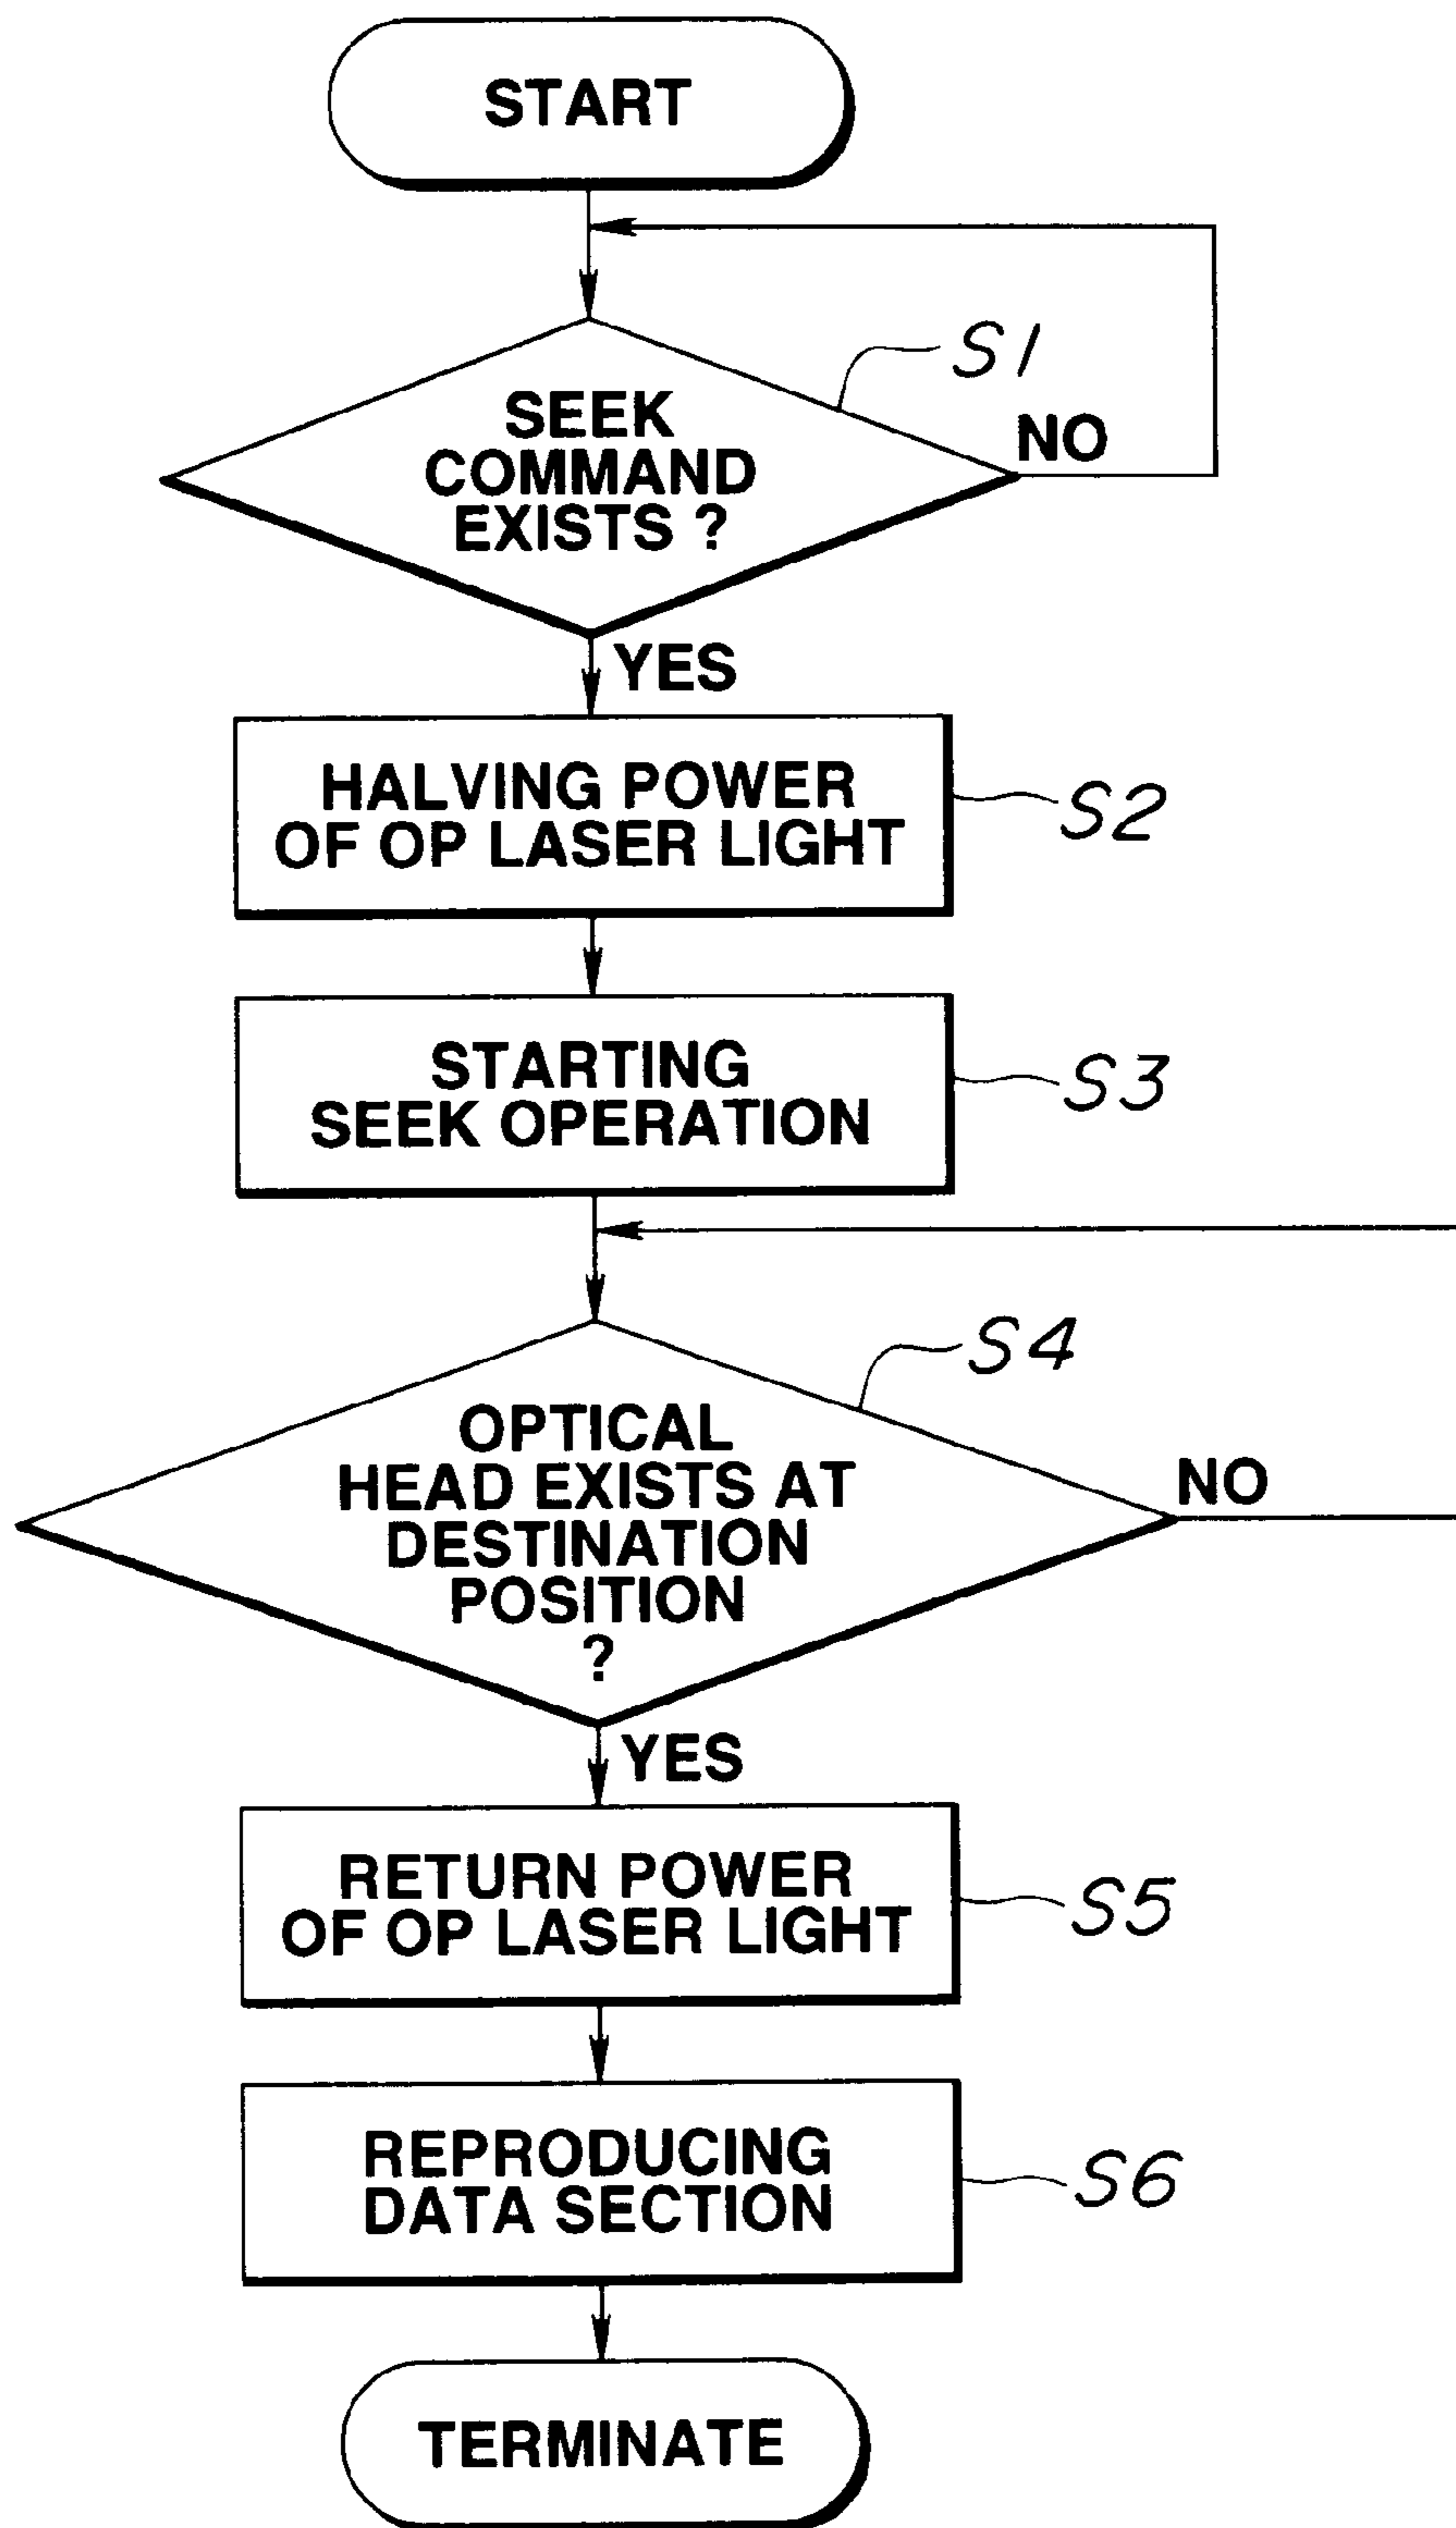 START
S1
SEEK
COMMAND
EXISTS ?
NO
YES
HALVING POWER
OF OP LASER LIGHT
S2
STARTING
SEEK OPERATION
S3
S4
OPTICAL
HEAD EXISTS AT
DESTINATION
POSITION
?
NO
YES
RETURN POWER
OF OP LASER LIGHT
S5
REPRODUCING
DATA SECTION
S6
TERMINATE